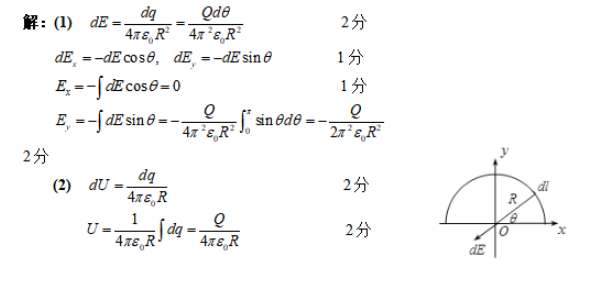 解：(1) dE = dq/(4πε₀R²) = Qdθ/(4π²ε₀R²) 2分
dEₓ = −dE cosθ, dE_y = −dE sinθ 1分
Eₓ = −∫dE cosθ = 0 1分
E_y = −∫dE sinθ = −Q/(4π²ε₀R²) ∫₀^π sinθdθ = −Q/(2π²ε₀R²)
2分
(2) dU = dq/(4πε₀R) 2分
U = 1/(4πε₀R) ∫dq = Q/(4πε₀R) 2分
y
dl
R
θ
O
x
dE